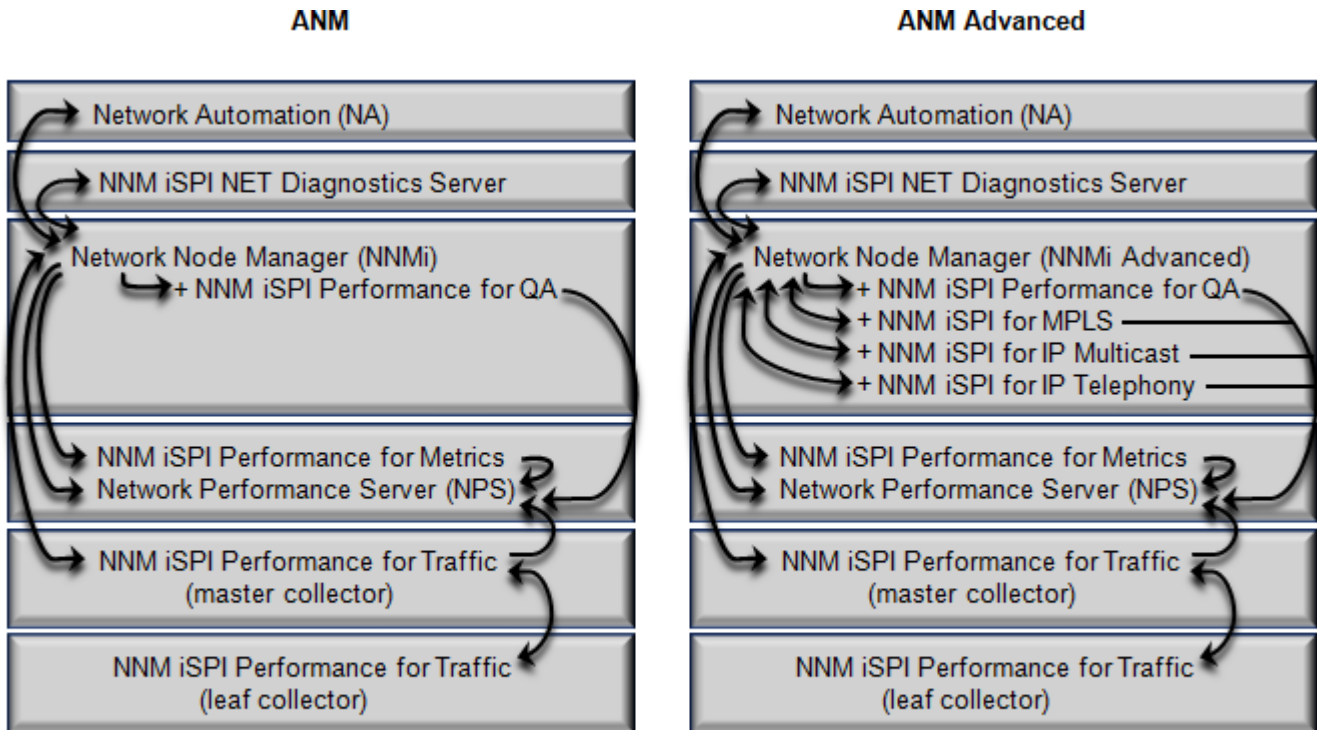 ANM
Network Automation (NA)
NNM iSPI NET Diagnostics Server
Network Node Manager (NNMi)
+ NNM iSPI Performance for QA
NNM iSPI Performance for Metrics
Network Performance Server (NPS)
NNM iSPI Performance for Traffic
(master collector)
NNM iSPI Performance for Traffic
(leaf collector)
ANM Advanced
Network Automation (NA)
NNM iSPI NET Diagnostics Server
Network Node Manager (NNMi Advanced)
+ NNM iSPI Performance for QA
+ NNM iSPI for MPLS
+ NNM iSPI for IP Multicast
+ NNM iSPI for IP Telephony
NNM iSPI Performance for Metrics
Network Performance Server (NPS)
NNM iSPI Performance for Traffic
(master collector)
NNM iSPI Performance for Traffic
(leaf collector)